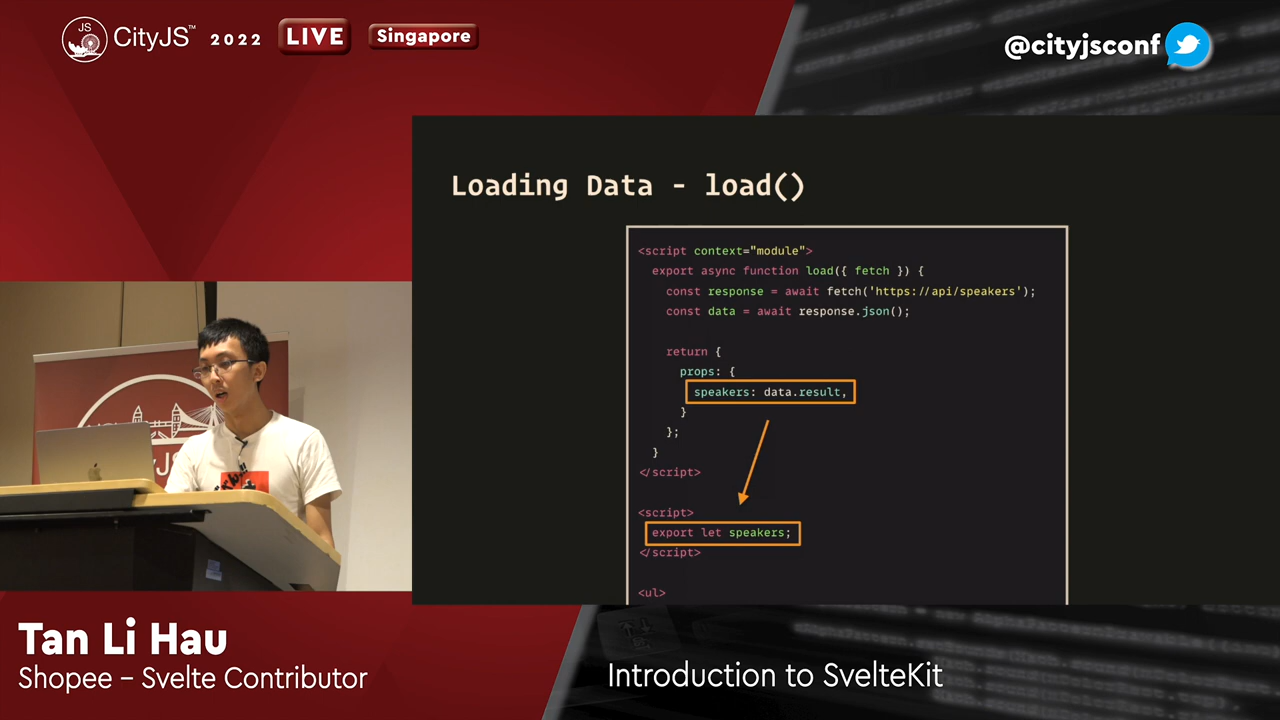 JS
CityJS™ 2022 LIVE Singapore
@cityjsconf
Loading Data - load()
<script context="module">
export async function load({ fetch }) {
const response = await fetch('https://api/speakers');
const data = await response.json();
return {
props: {
speakers: data.result,
}
};
}
</script>
<script>
export let speakers;
</script>
<ul>
Tan Li Hau
Shopee – Svelte Contributor
Introduction to SvelteKit